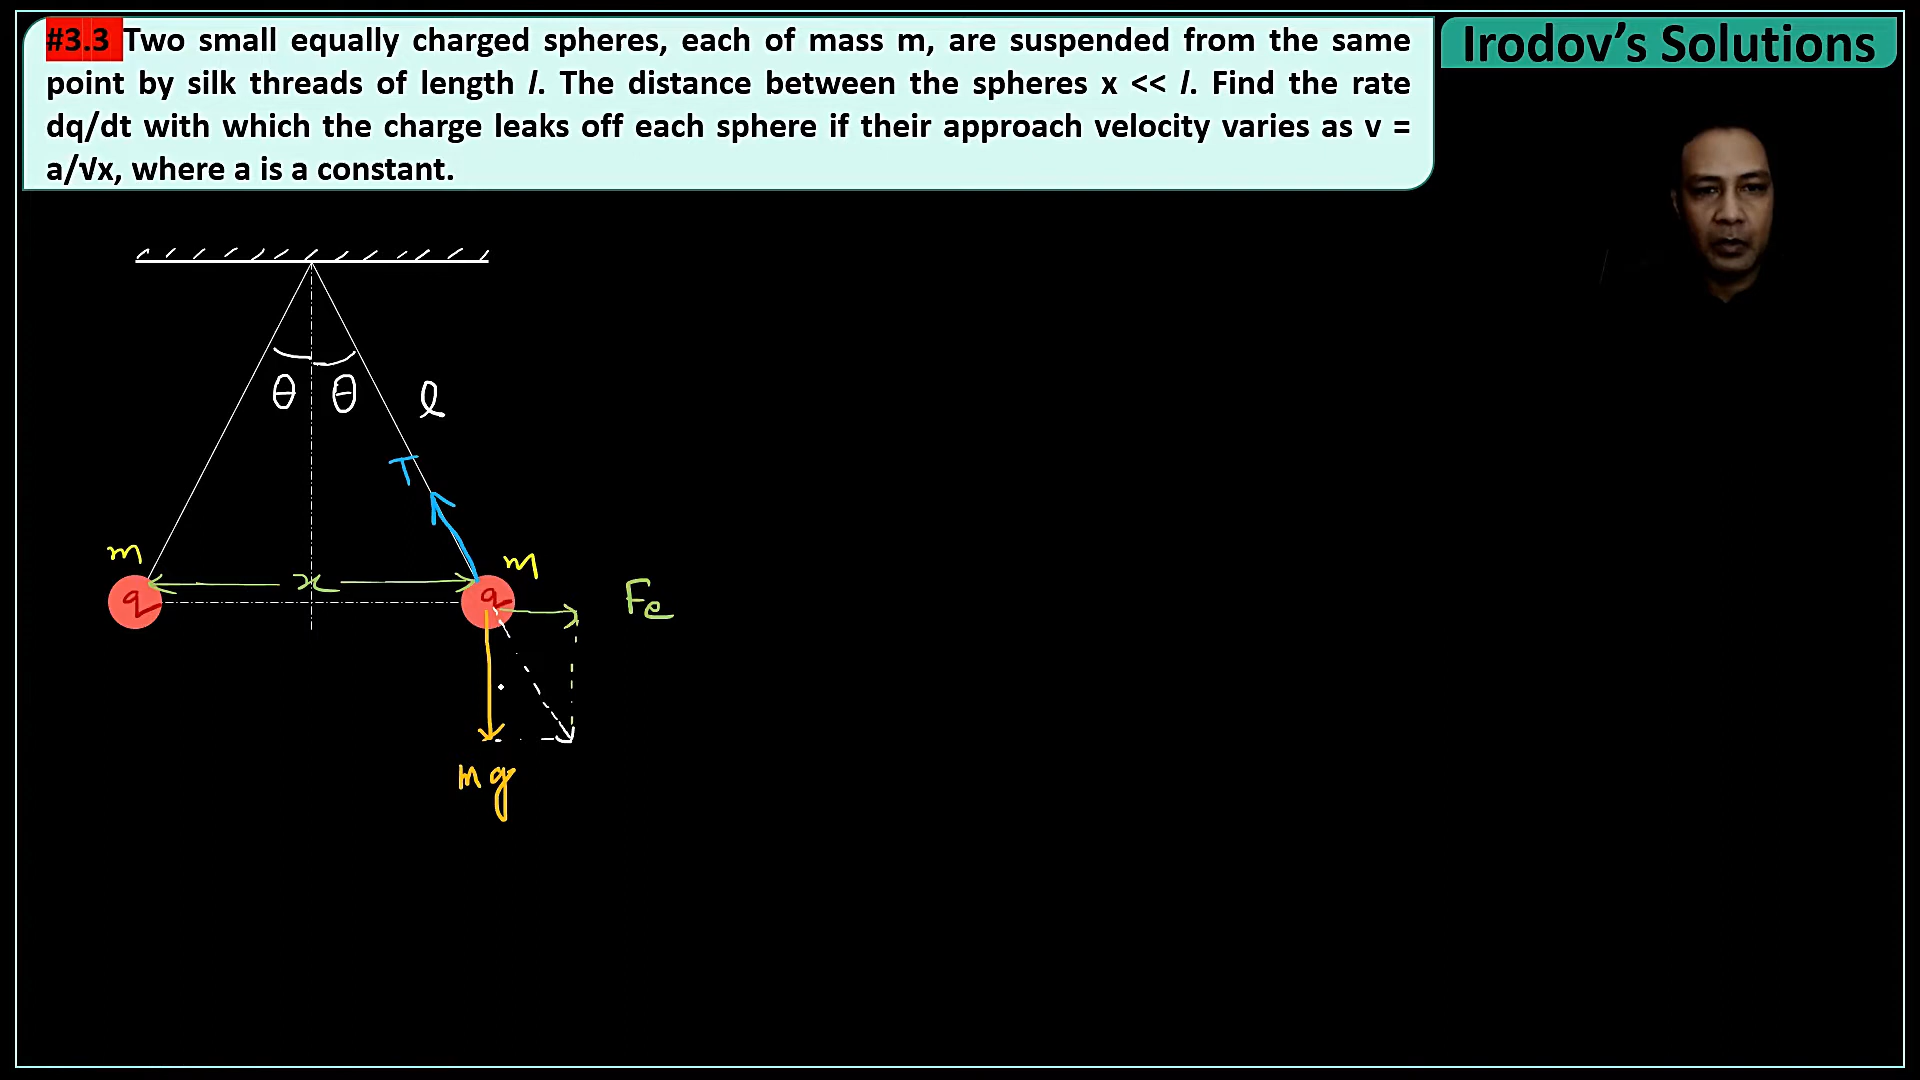 #3.3 Two small equally charged spheres, each of mass m, are suspended from the same
point by silk threads of length l. The distance between the spheres x << l. Find the rate
dq/dt with which the charge leaks off each sphere if their approach velocity varies as v =
a/√x, where a is a constant.
Irodov's Solutions
θ θ l
T
m m
x
q q Fe
mg